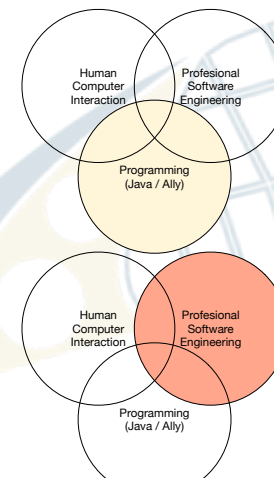 Human
Computer
Interaction
Profesional
Software
Engineering
Programming
(Java / Ally)
Human
Computer
Interaction
Profesional
Software
Engineering
Programming
(Java / Ally)